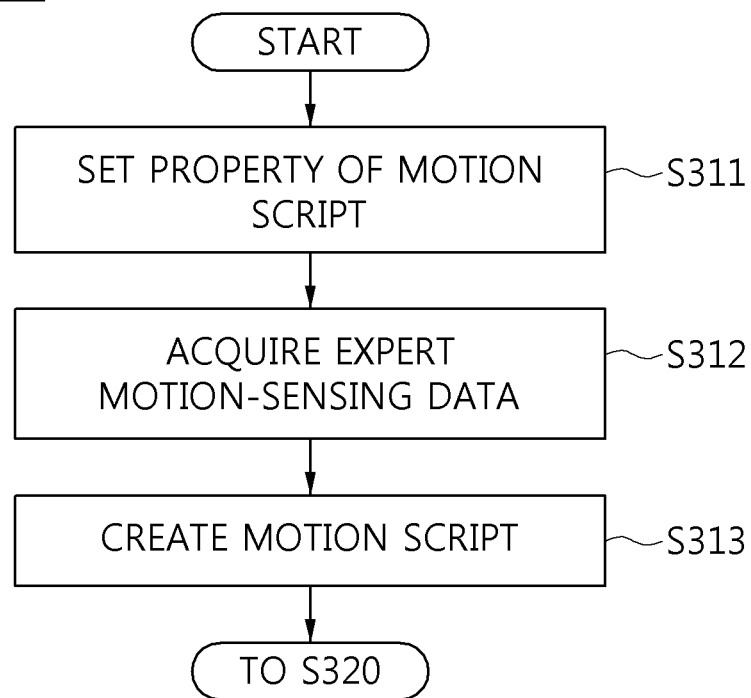 START
SET PROPERTY OF MOTION
SCRIPT
S311
ACQUIRE EXPERT
MOTION-SENSING DATA
S312
CREATE MOTION SCRIPT
S313
TO S320